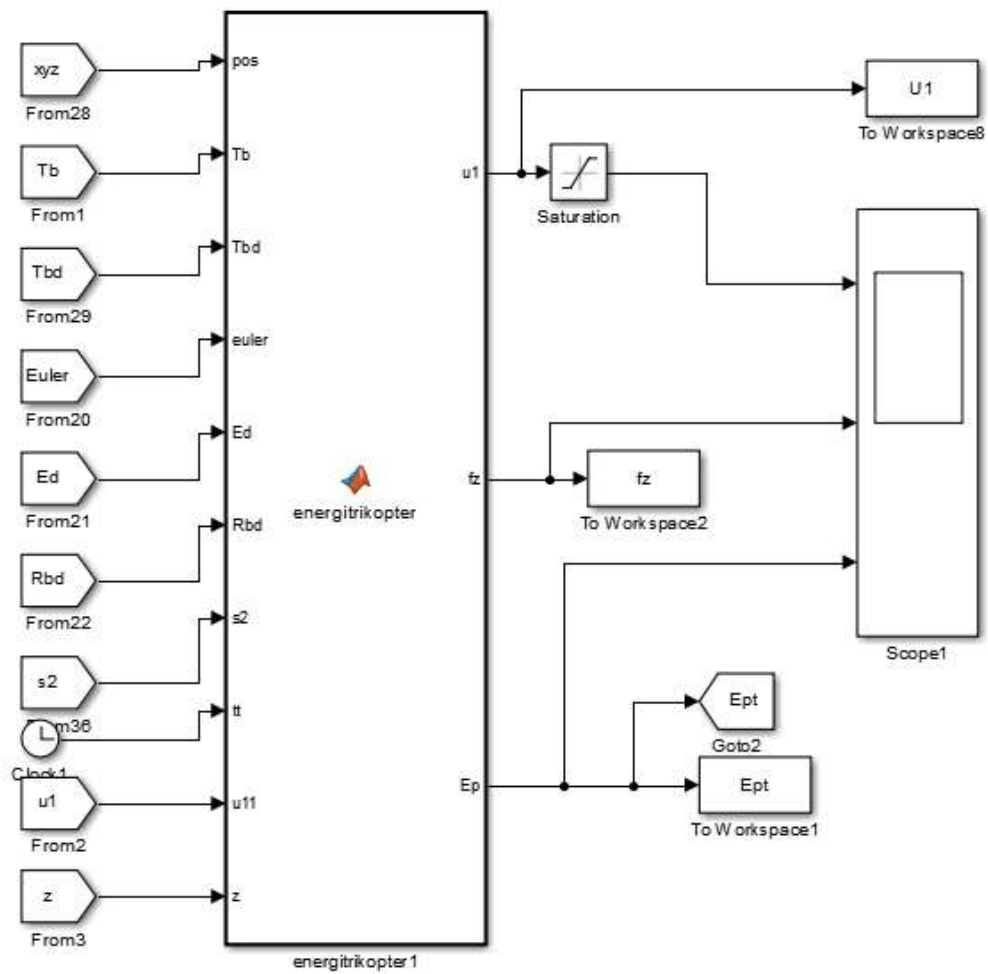 xyz
From28
pos
Tb
From1
Tb
Tbd
From29
Tbd
Euler
From20
euler
Ed
From21
Ed
Rbd
From22
Rbd
s2
From36
s2
Clock1
tt
u1
From2
u11
z
From3
z
energitrikopter
energitrikopter1
u1
fz
Ep
U1
To Workspace8
Saturation
fz
To Workspace2
Scope1
Ept
Goto2
Ept
To Workspace1